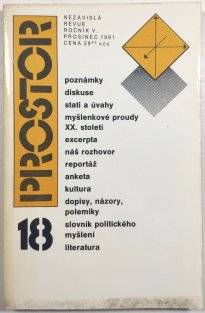 PROSTOR
NEZÁVISLÁ
REVUE
ROČNÍK V.
PROSINEC 1991
CENA 29⁰⁰ KČS
poznámky
diskuse
stati a úvahy
myšlenkové proudy
XX. století
excerpta
náš rozhovor
reportáž
anketa
kultura
dopisy, názory,
polemiky
slovník politického
myšlení
literatura
18